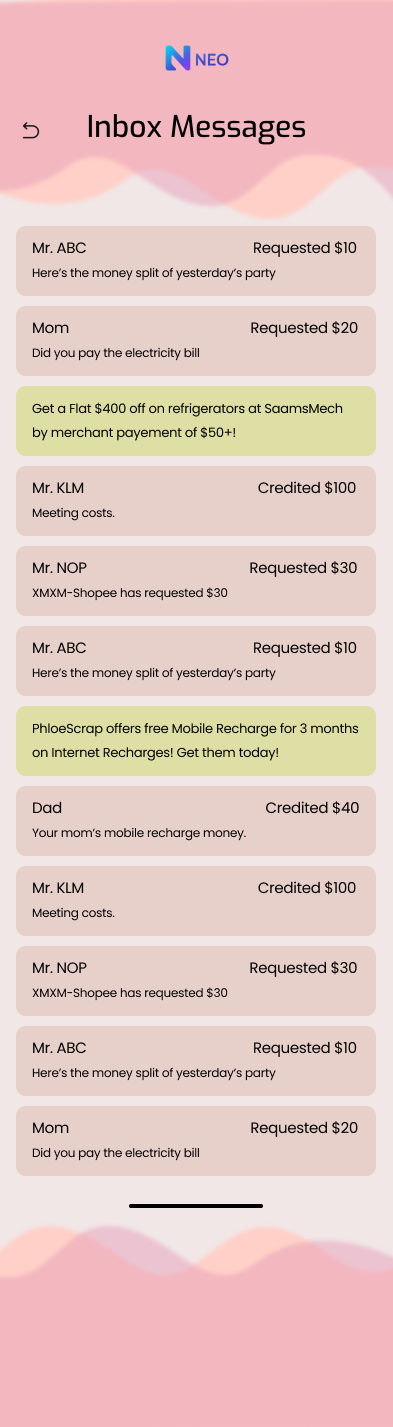 NEO
Inbox Messages
Mr. ABC Requested $10
Here's the money split of yesterday's party
Mom Requested $20
Did you pay the electricity bill
Get a Flat $400 off on refrigerators at SaamsMech
by merchant payement of $50+!
Mr. KLM Credited $100
Meeting costs.
Mr. NOP Requested $30
XMXM-Shopee has requested $30
Mr. ABC Requested $10
Here's the money split of yesterday's party
PhloeScrap offers free Mobile Recharge for 3 months
on Internet Recharges! Get them today!
Dad Credited $40
Your mom's mobile recharge money.
Mr. KLM Credited $100
Meeting costs.
Mr. NOP Requested $30
XMXM-Shopee has requested $30
Mr. ABC Requested $10
Here's the money split of yesterday's party
Mom Requested $20
Did you pay the electricity bill